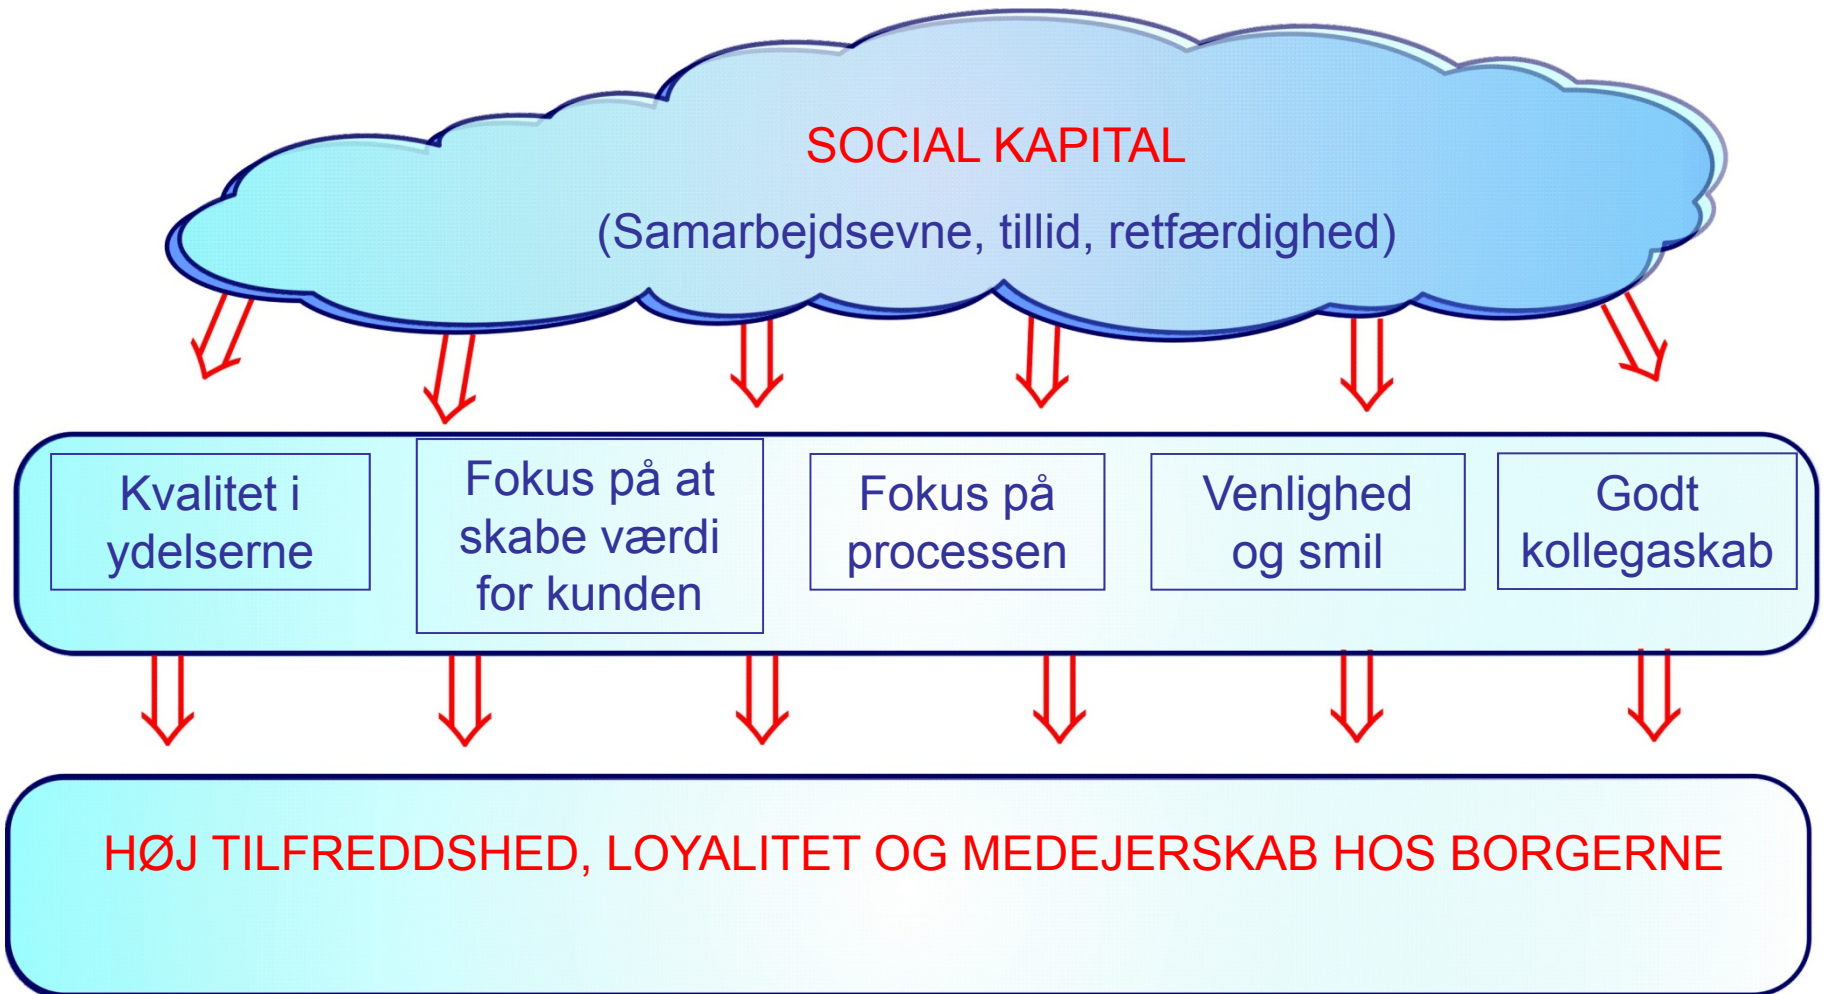 SOCIAL KAPITAL
(Samarbejdsevne, tillid, retfærdighed)
Kvalitet i
ydelserne
Fokus på at
skabe værdi
for kunden
Fokus på
processen
Venlighed
og smil
Godt
kollegaskab
HØJ TILFREDDSHED, LOYALITET OG MEDEJERSKAB HOS BORGERNE